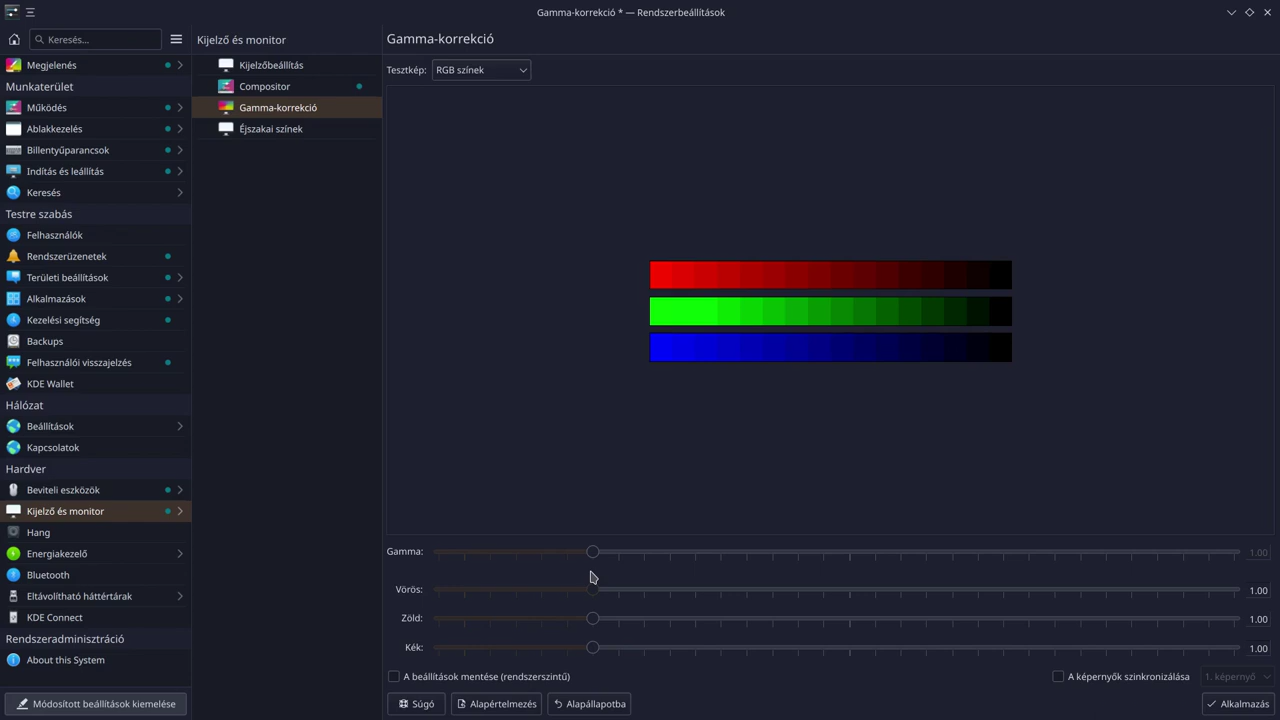 Gamma-korrekció * — Rendszerbeállítások
Keresés...
Megjelenés
Munkaterület
Működés
Ablakkezelés
Billentyűparancsok
Indítás és leállítás
Keresés
Testre szabás
Felhasználók
Rendszerüzenetek
Területi beállítások
Alkalmazások
Kezelési segítség
Backups
Felhasználói visszajelzés
KDE Wallet
Hálózat
Beállítások
Kapcsolatok
Hardver
Beviteli eszközök
Kijelző és monitor
Hang
Energiakezelő
Bluetooth
Eltávolítható háttértárak
KDE Connect
Rendszeradminisztráció
About this System
Módosított beállítások kiemelése
Kijelző és monitor
Kijelzőbeállítás
Compositor
Gamma-korrekció
Éjszakai színek
Gamma-korrekció
Tesztkép: RGB színek
Gamma: 1.00
Vörös: 1.00
Zöld: 1.00
Kék: 1.00
A beállítások mentése (rendszerszintű) A képernyők szinkronizálása 1. képernyő
Súgó Alapértelmezés Alapállapotba Alkalmazás